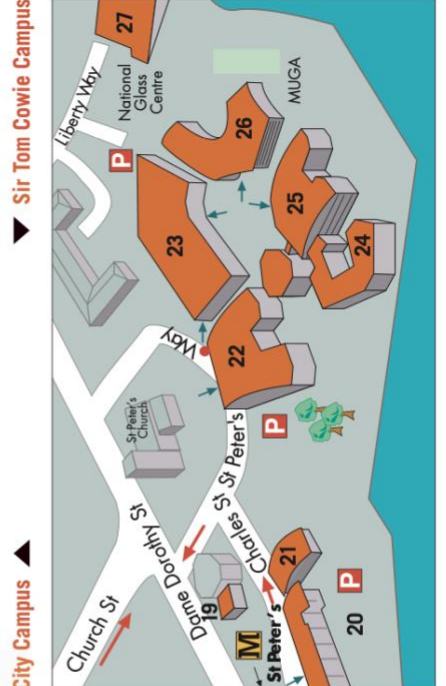 Sir Tom Cowie Campus
City Campus
27
National
Glass
Centre
Liberty Way
P
MUGA
26
23
25
24
Way
22
St Peter's
Church
P
St Peter's
Charles St
Dame Dorothy St
Church St
19
21
M
St Peter's
P
20